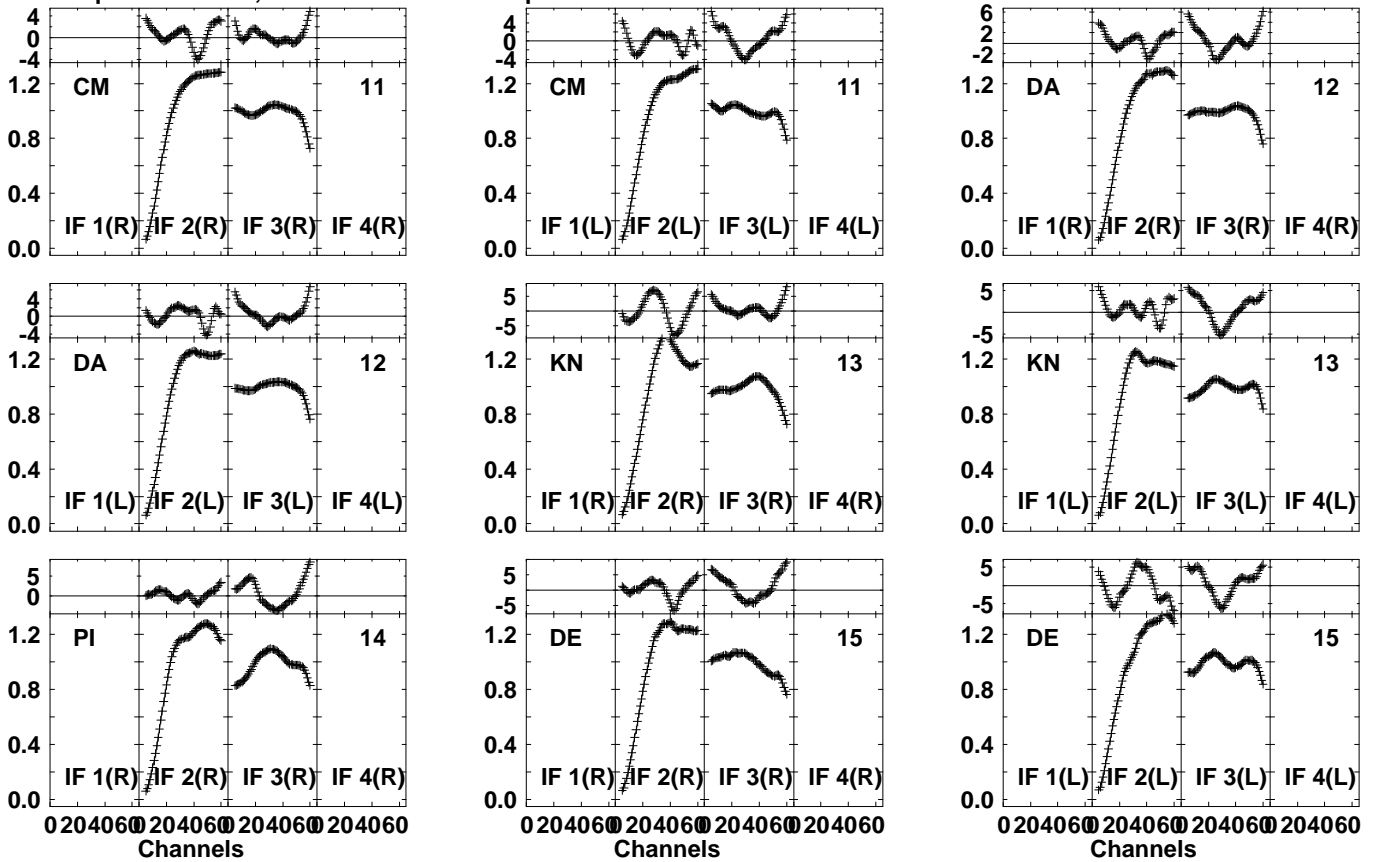 4 4 6
0 0 2
-4 -4 -2
1.2 CM 11 1.2 CM 11 1.2 DA 12
0.8 0.8 0.8
0.4 0.4 0.4
IF 1(R) IF 2(R) IF 3(R) IF 4(R) IF 1(L) IF 2(L) IF 3(L) IF 4(L) IF 1(R) IF 2(R) IF 3(R) IF 4(R)
0.0 0.0 0.0
4 5 5
0
-4 -5 -5
1.2 DA 12 1.2 KN 13 1.2 KN 13
0.8 0.8 0.8
0.4 0.4 0.4
IF 1(L) IF 2(L) IF 3(L) IF 4(L) IF 1(R) IF 2(R) IF 3(R) IF 4(R) IF 1(L) IF 2(L) IF 3(L) IF 4(L)
0.0 0.0 0.0
5 5 5
0 -5 -5
1.2 PI 14 1.2 DE 15 1.2 DE 15
0.8 0.8 0.8
0.4 0.4 0.4
IF 1(R) IF 2(R) IF 3(R) IF 4(R) IF 1(R) IF 2(R) IF 3(R) IF 4(R) IF 1(L) IF 2(L) IF 3(L) IF 4(L)
0.0 0.0 0.0
0 204060 0 204060 0 204060 0 204060 0 204060 0 204060 0 204060 0 204060 0 204060 0 204060 0 204060 0 204060
Channels Channels Channels